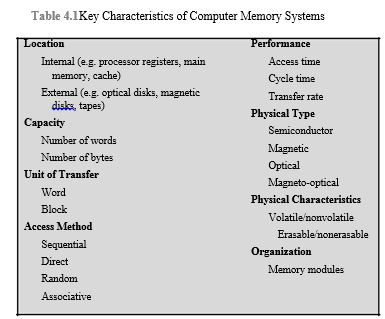 Table 4.1Key Characteristics of Computer Memory Systems
Location
Internal (e.g. processor registers, main
memory, cache)
External (e.g. optical disks, magnetic
disks, tapes)
Capacity
Number of words
Number of bytes
Unit of Transfer
Word
Block
Access Method
Sequential
Direct
Random
Associative
Performance
Access time
Cycle time
Transfer rate
Physical Type
Semiconductor
Magnetic
Optical
Magneto-optical
Physical Characteristics
Volatile/nonvolatile
Erasable/nonerasable
Organization
Memory modules